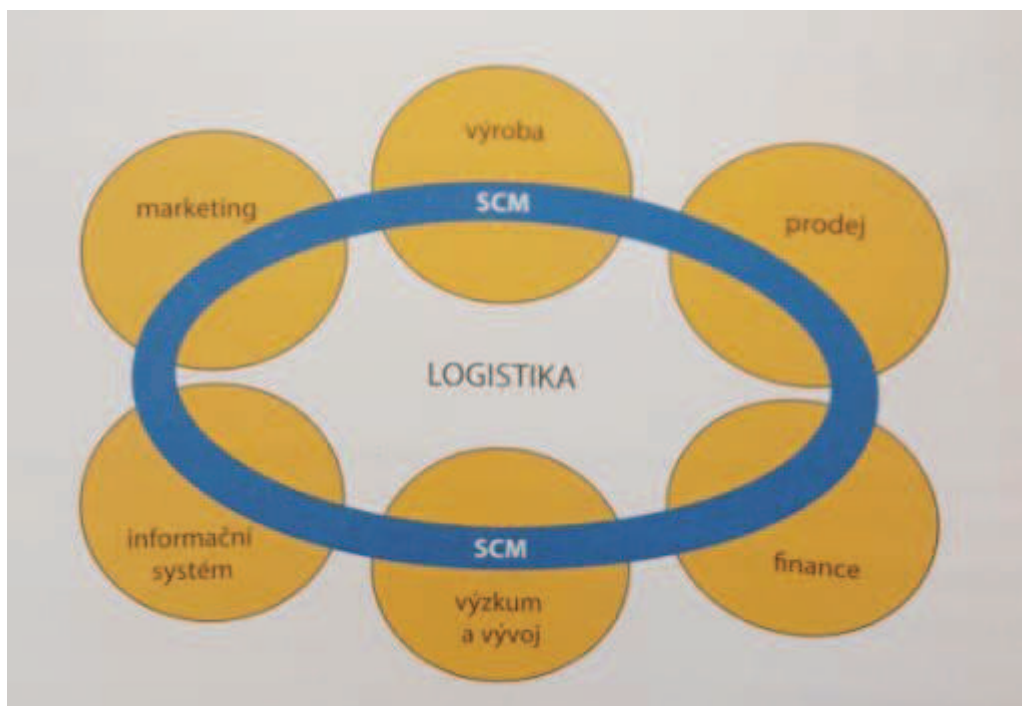 výroba
marketing
SCM
prodej
LOGISTIKA
informační
systém
SCM
finance
výzkum
a vývoj